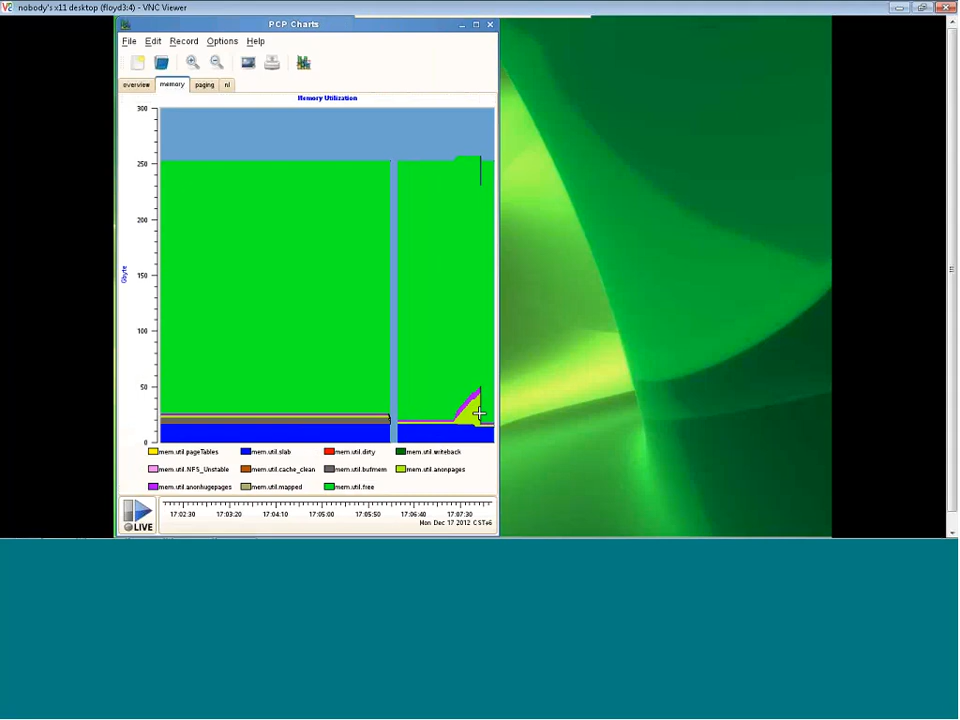 nobody's x11 desktop (floyd3:4) - VNC Viewer
PCP Charts
File Edit Record Options Help
overview memory paging nl
Memory Utilization
300
250
200
150
100
50
0
Gbyte
mem.util.pageTables mem.util.slab mem.util.dirty mem.util.writeback
mem.util.NFS_Unstable mem.util.cache_clean mem.util.bufmem mem.util.anonpages
mem.util.anonhugepages mem.util.mapped mem.util.free
LIVE
17:02:30 17:03:20 17:04:10 17:05:00 17:05:50 17:06:40 17:07:30
Mon Dec 17 2012 CST+6